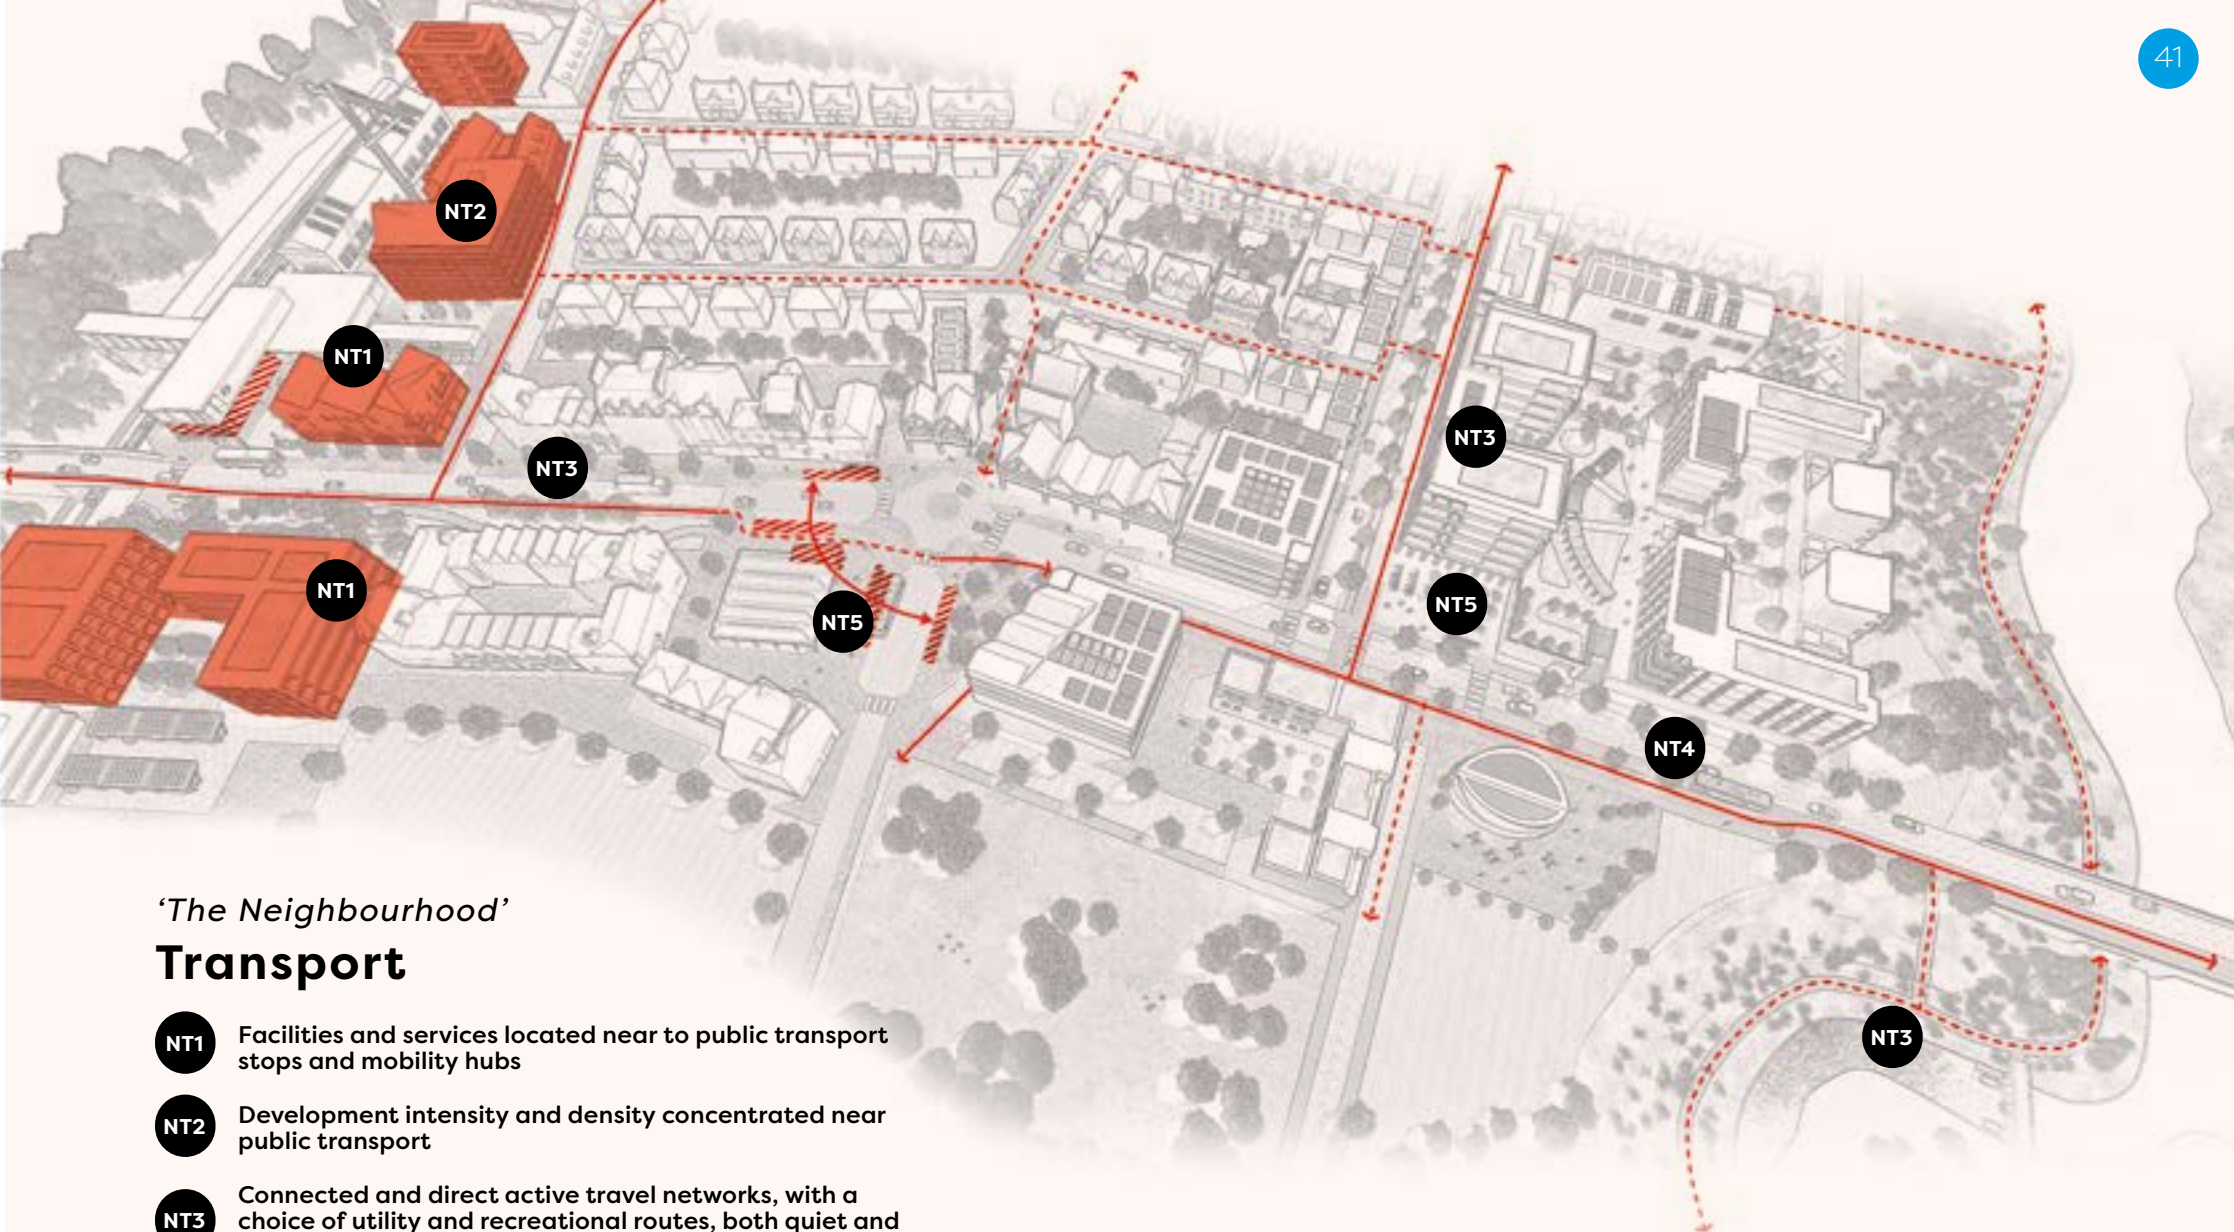 41
NT2
NT1
NT3
NT3
NT1
NT5
NT5
NT4
NT3
‘The Neighbourhood’
Transport
NT1 Facilities and services located near to public transport
stops and mobility hubs
NT2 Development intensity and density concentrated near
public transport
NT3 Connected and direct active travel networks, with a
choice of utility and recreational routes, both quiet and